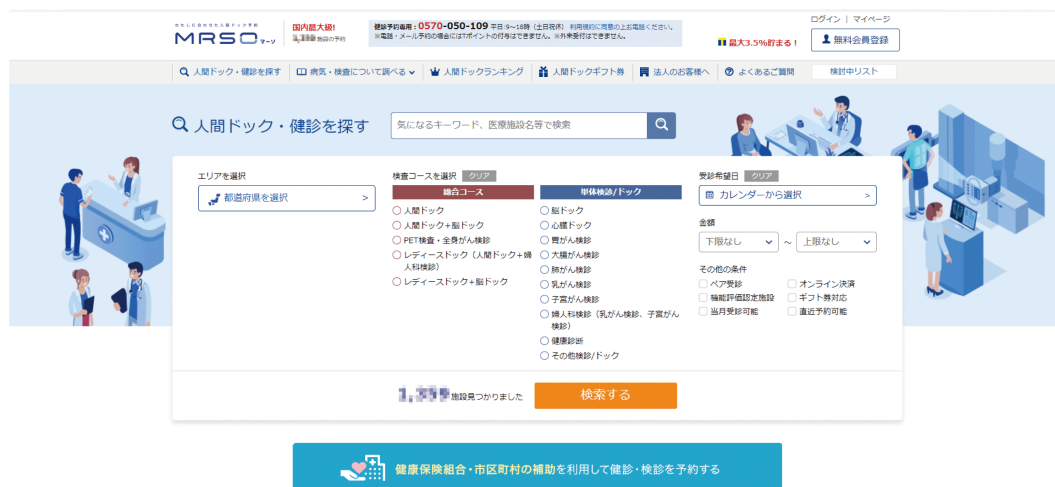 わたしに合わせた人間ドック予約
MRSO マーソ
国内最大級!
施設の予約
健診予約専用:0570-050-109 平日:9~18時(土日祝休) 利用規約に同意の上お電話ください。
※電話・メール予約の場合にはTポイントの付与はできません。※外来受付はできません。
最大3.5%貯まる!
ログイン | マイページ
無料会員登録
人間ドック・健診を探す
病気・検査について調べる
人間ドックランキング
人間ドックギフト券
法人のお客様へ
よくあるご質問
検討中リスト
人間ドック・健診を探す
気になるキーワード、医療施設名等で検索
エリアを選択
都道府県を選択 >
検査コースを選択 クリア
総合コース
人間ドック
人間ドック+脳ドック
PET検査・全身がん検診
レディースドック(人間ドック+婦
人科検診)
レディースドック+脳ドック
単体検診/ドック
脳ドック
心臓ドック
胃がん検診
大腸がん検診
肺がん検診
乳がん検診
子宮がん検診
婦人科検診(乳がん検診、子宮がん
検診)
健康診断
その他検診/ドック
受診希望日 クリア
カレンダーから選択 >
金額
下限なし ~ 上限なし
その他の条件
ペア受診 オンライン決済
機能評価認定施設 ギフト券対応
当月受診可能 直近予約可能
施設見つかりました
検索する
健康保険組合・市区町村の補助を利用して健診・検診を予約する